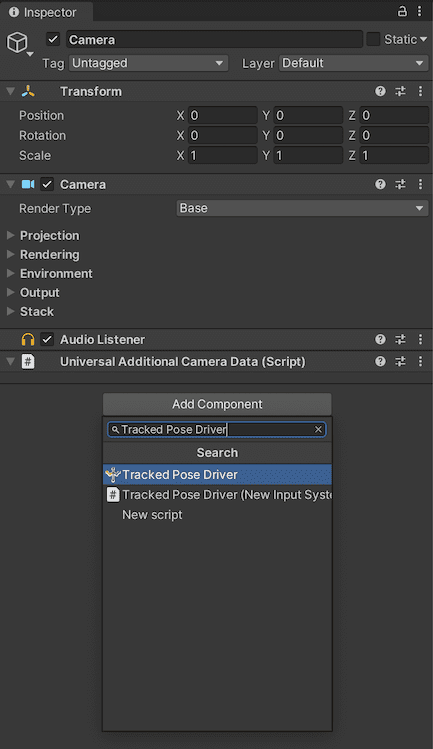 Inspector
Camera Static
Tag Untagged Layer Default
Transform
Position X 0 Y 0 Z 0
Rotation X 0 Y 0 Z 0
Scale X 1 Y 1 Z 1
Camera
Render Type Base
Projection
Rendering
Environment
Output
Stack
Audio Listener
# Universal Additional Camera Data (Script)
Add Component
Tracked Pose Driver
Search
Tracked Pose Driver
# Tracked Pose Driver (New Input Syste
New script